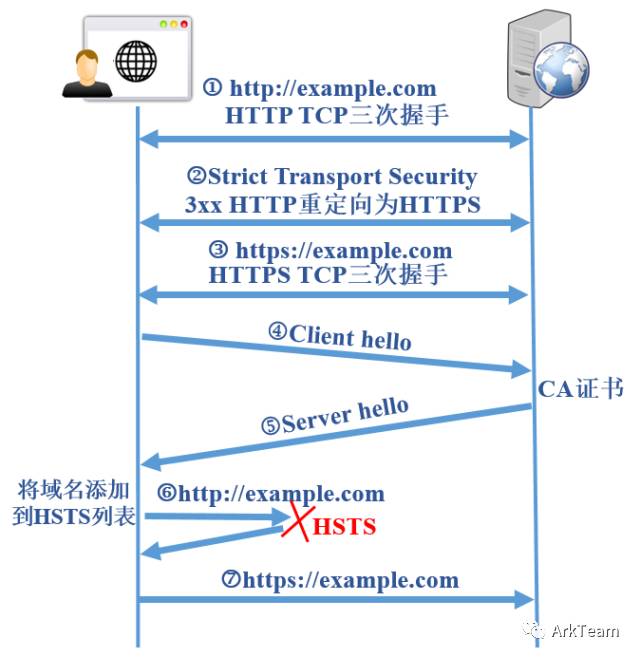 ① http://example.com
HTTP TCP三次握手
②Strict Transport Security
3xx HTTP重定向为HTTPS
③ https://example.com
HTTPS TCP三次握手
④Client hello
CA证书
⑤Server hello
将域名添加
到HSTS列表
⑥http://example.com
HSTS
⑦https://example.com
ArkTeam